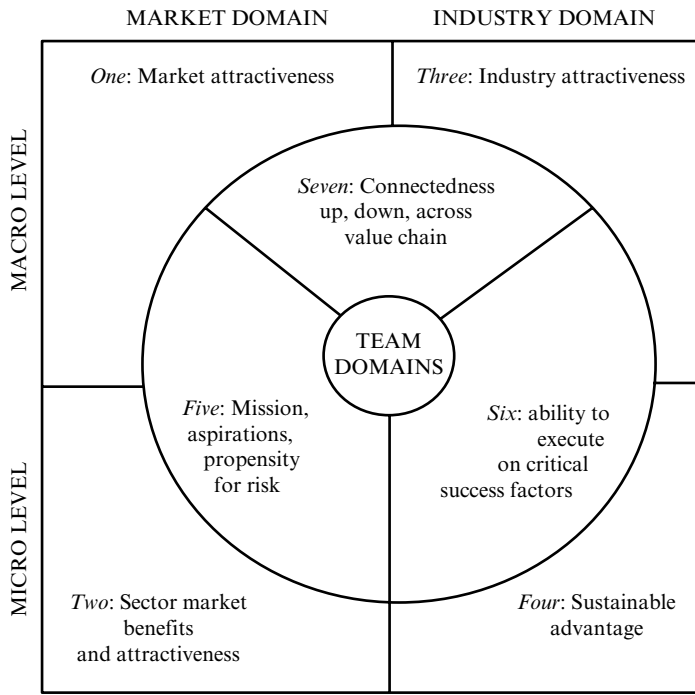 MARKET DOMAIN
INDUSTRY DOMAIN
MACRO LEVEL
One: Market attractiveness
Three: Industry attractiveness
Seven: Connectedness
up, down, across
value chain
TEAM
DOMAINS
Five: Mission,
aspirations,
propensity
for risk
Six: ability to
execute
on critical
success factors
MICRO LEVEL
Two: Sector market
benefits
and attractiveness
Four: Sustainable
advantage